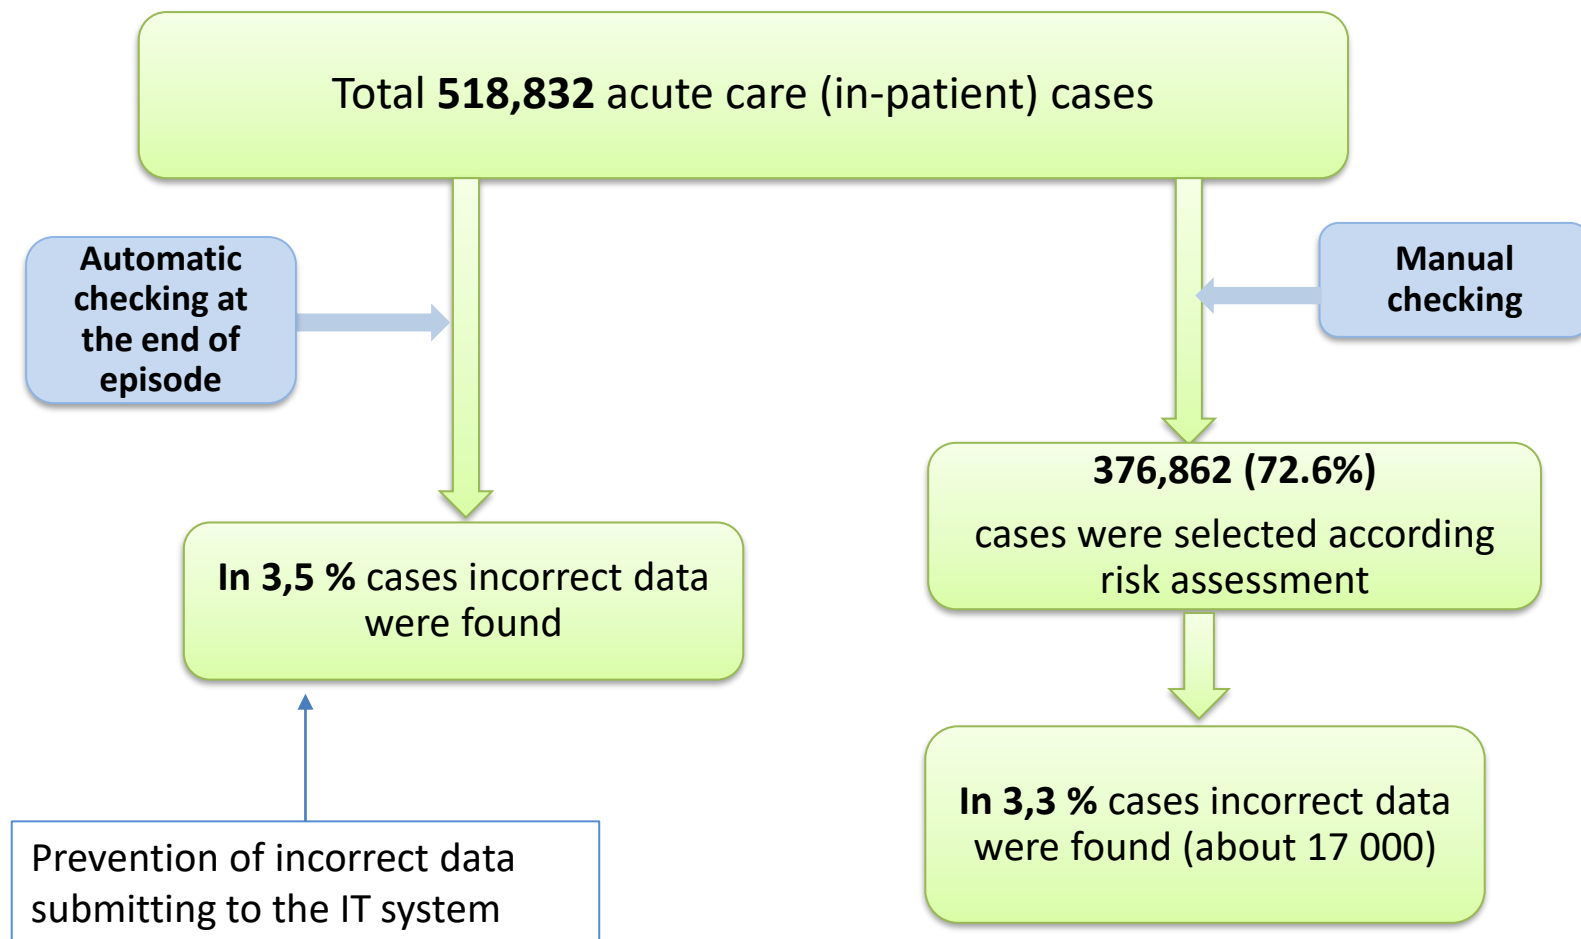 Total 518,832 acute care (in-patient) cases
Automatic
checking at
the end of
episode
Manual
checking
376,862 (72.6%)
cases were selected according
risk assessment
In 3,5 % cases incorrect data
were found
In 3,3 % cases incorrect data
were found (about 17 000)
Prevention of incorrect data
submitting to the IT system